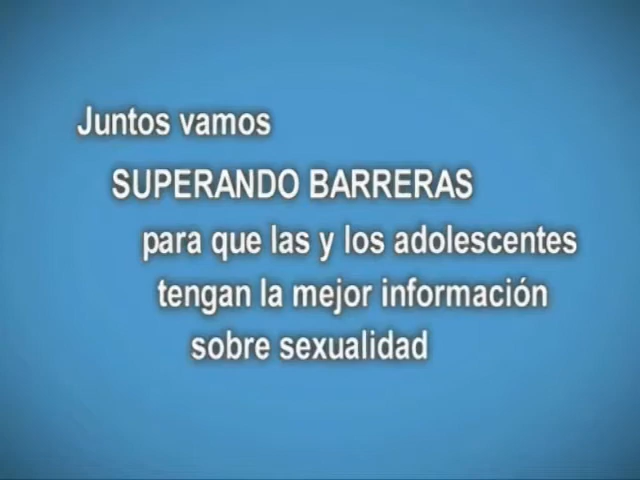 Juntos vamos
SUPERANDO BARRERAS
para que las y los adolescentes
tengan la mejor información
sobre sexualidad